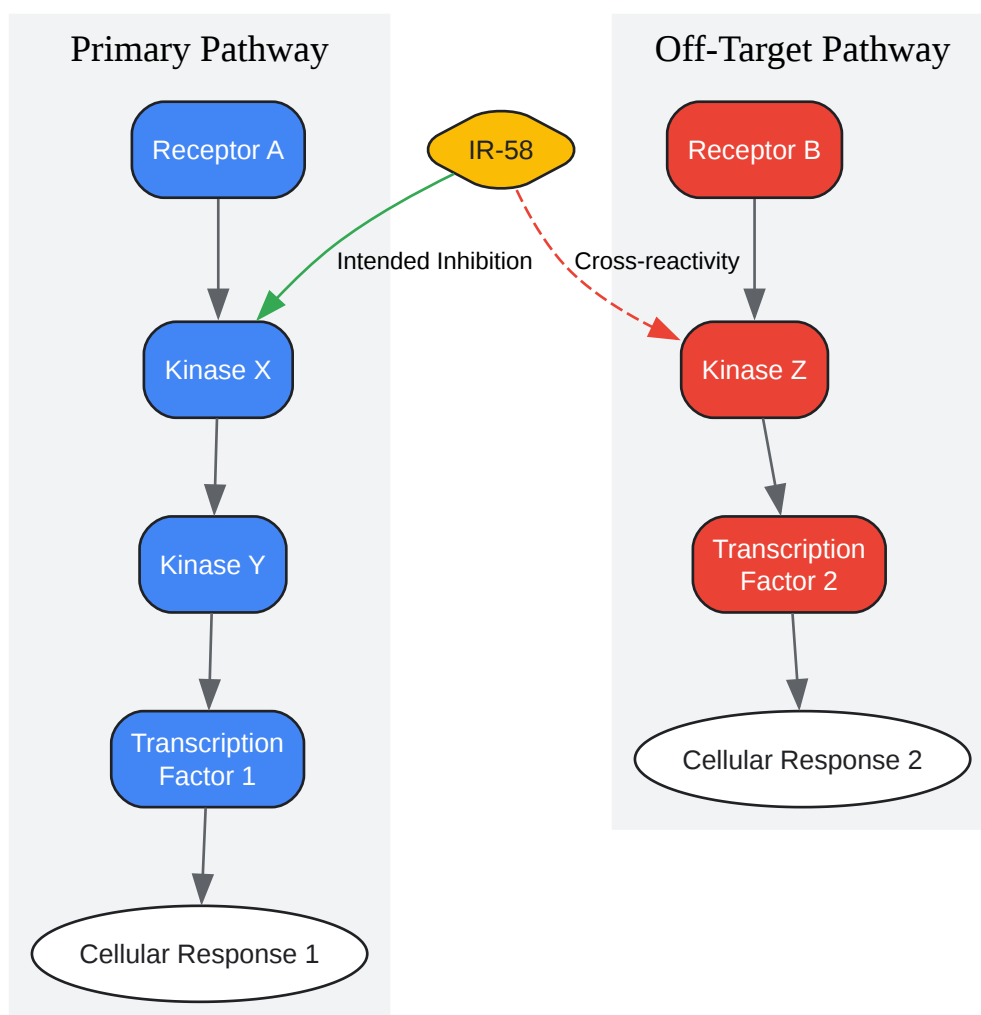 Primary Pathway
Off-Target Pathway
Receptor A
IR-58
Receptor B
Intended Inhibition
Cross-reactivity
Kinase X
Kinase Z
Kinase Y
Transcription
Factor 2
Transcription
Factor 1
Cellular Response 2
Cellular Response 1